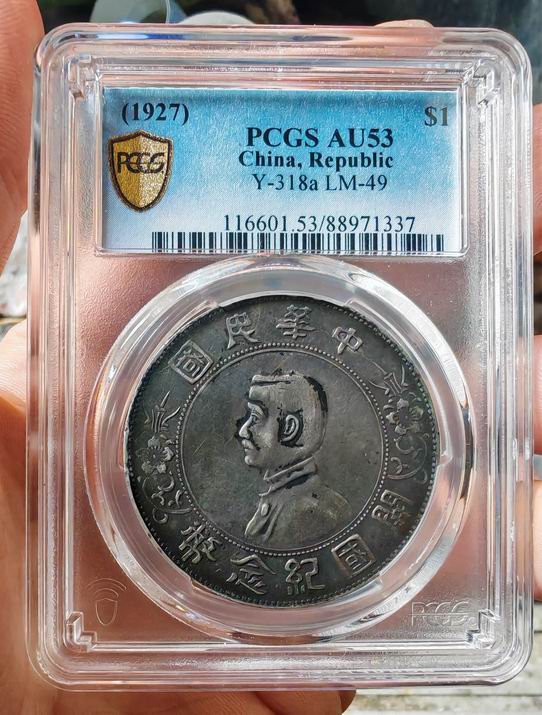 (1927)
$1
PCGS AU53
China, Republic
PCGS
Y-318a LM-49
116601.53/88971337
中華民國
開國紀念幣
PCGS